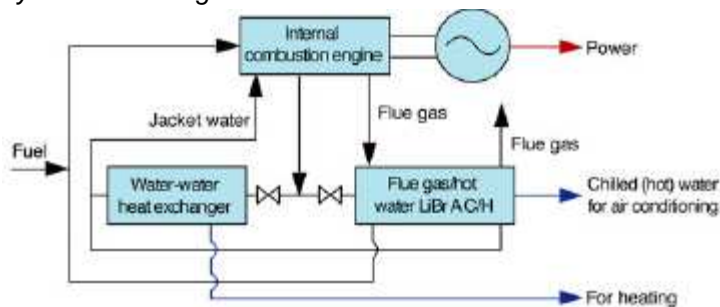 Internal
combustion engine
Power
Jacket water
Flue gas
Flue gas
Fuel
Water-water
heat exchanger
Flue gas/hot
water LiBr AC/H
Chilled (hot) water
for air conditioning
For heating